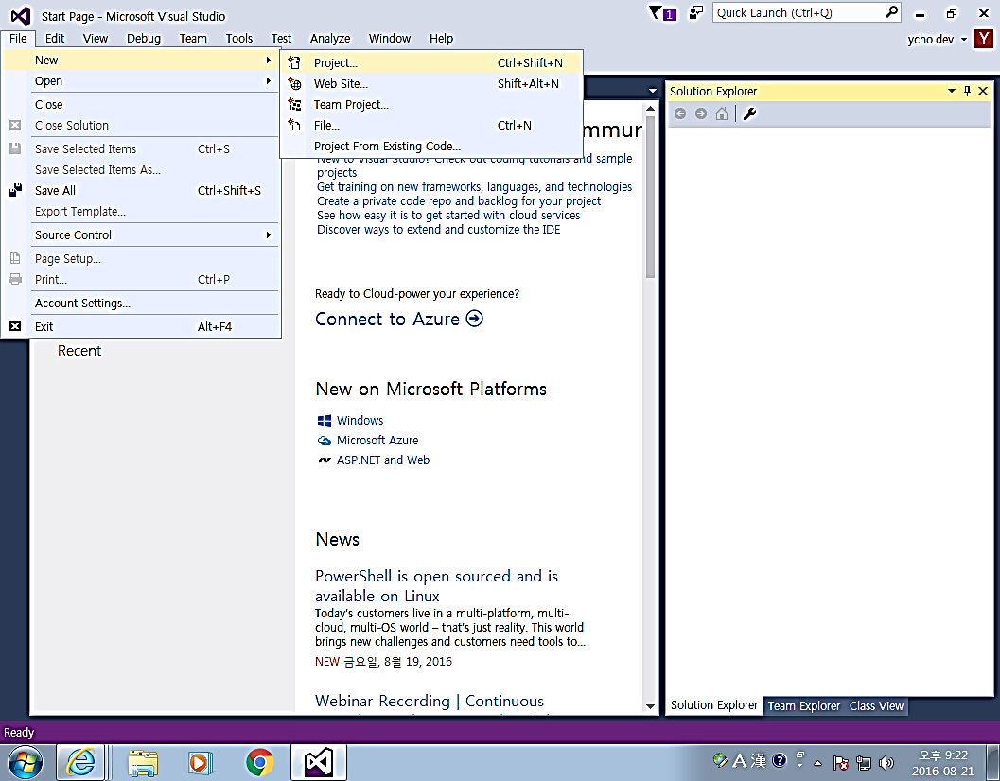 Start Page - Microsoft Visual Studio
1
Quick Launch (Ctrl+Q)
File Edit View Debug Team Tools Test Analyze Window Help
ycho.dev Y
New
Open
Close
Close Solution
Save Selected Items Ctrl+S
Save Selected Items As...
Save All Ctrl+Shift+S
Export Template...
Source Control
Page Setup...
Print... Ctrl+P
Account Settings...
Exit Alt+F4
Project... Ctrl+Shift+N
Web Site... Shift+Alt+N
Team Project...
File... Ctrl+N
Project From Existing Code...
Recent
New to Visual Studio? Check out coding tutorials and sample
projects
Get training on new frameworks, languages, and technologies
Create a private code repo and backlog for your project
See how easy it is to get started with cloud services
Discover ways to extend and customize the IDE
Ready to Cloud-power your experience?
Connect to Azure
New on Microsoft Platforms
Windows
Microsoft Azure
ASP.NET and Web
News
PowerShell is open sourced and is
available on Linux
Today's customers live in a multi-platform, multi-
cloud, multi-OS world – that's just reality. This world
brings new challenges and customers need tools to...
NEW 금요일, 8월 19, 2016
Webinar Recording | Continuous
Solution Explorer
Solution Explorer Team Explorer Class View
Ready
A 漢 ?
오후 9:22
2016-08-21